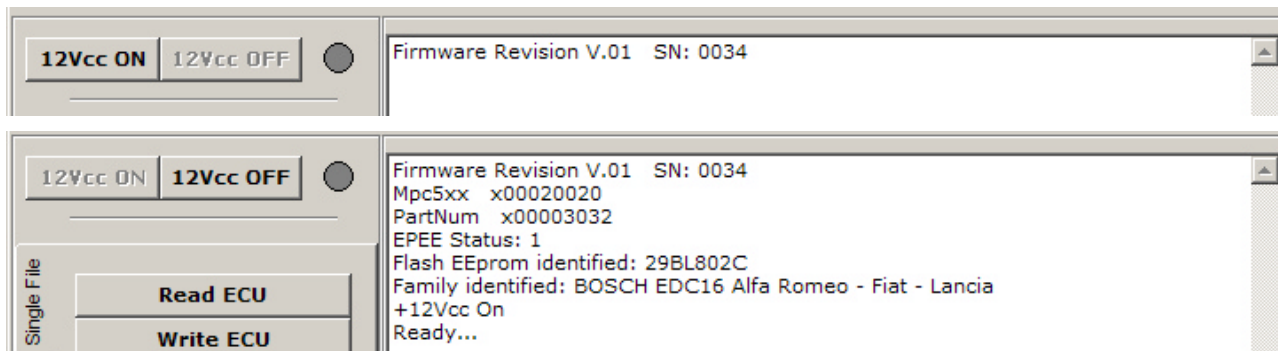 12Vcc ON 12Vcc OFF
Firmware Revision V.01 SN: 0034
12Vcc ON 12Vcc OFF
Firmware Revision V.01 SN: 0034
Mpc5xx x00020020
PartNum x00003032
EPEE Status: 1
Flash EEprom identified: 29BL802C
Family identified: BOSCH EDC16 Alfa Romeo - Fiat - Lancia
+12Vcc On
Ready...
Single File
Read ECU
Write ECU